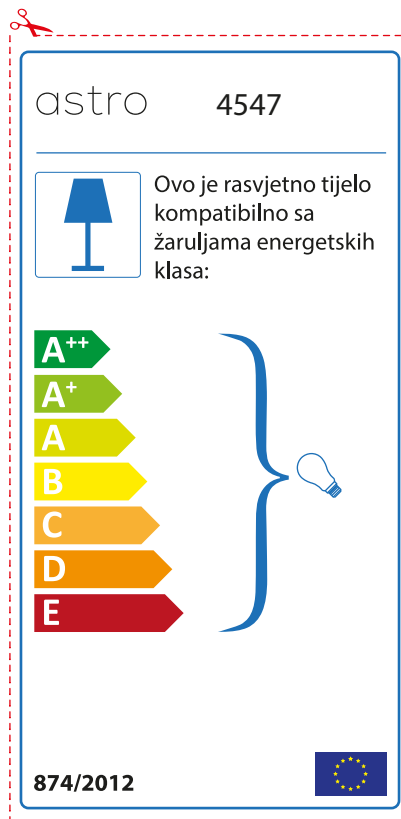 astro 4547
Ovo je rasvjetno tijelo
kompatibilno sa
žaruljama energetskih
klasa:
A++
A+
A
B
C
D
E
874/2012